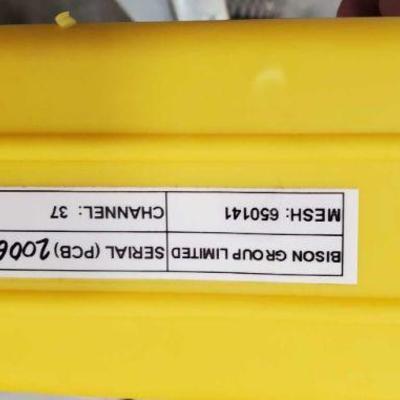 BISON GROUP LIMITED SERIAL (PCB) 2006
MESH: 650141 CHANNEL: 37